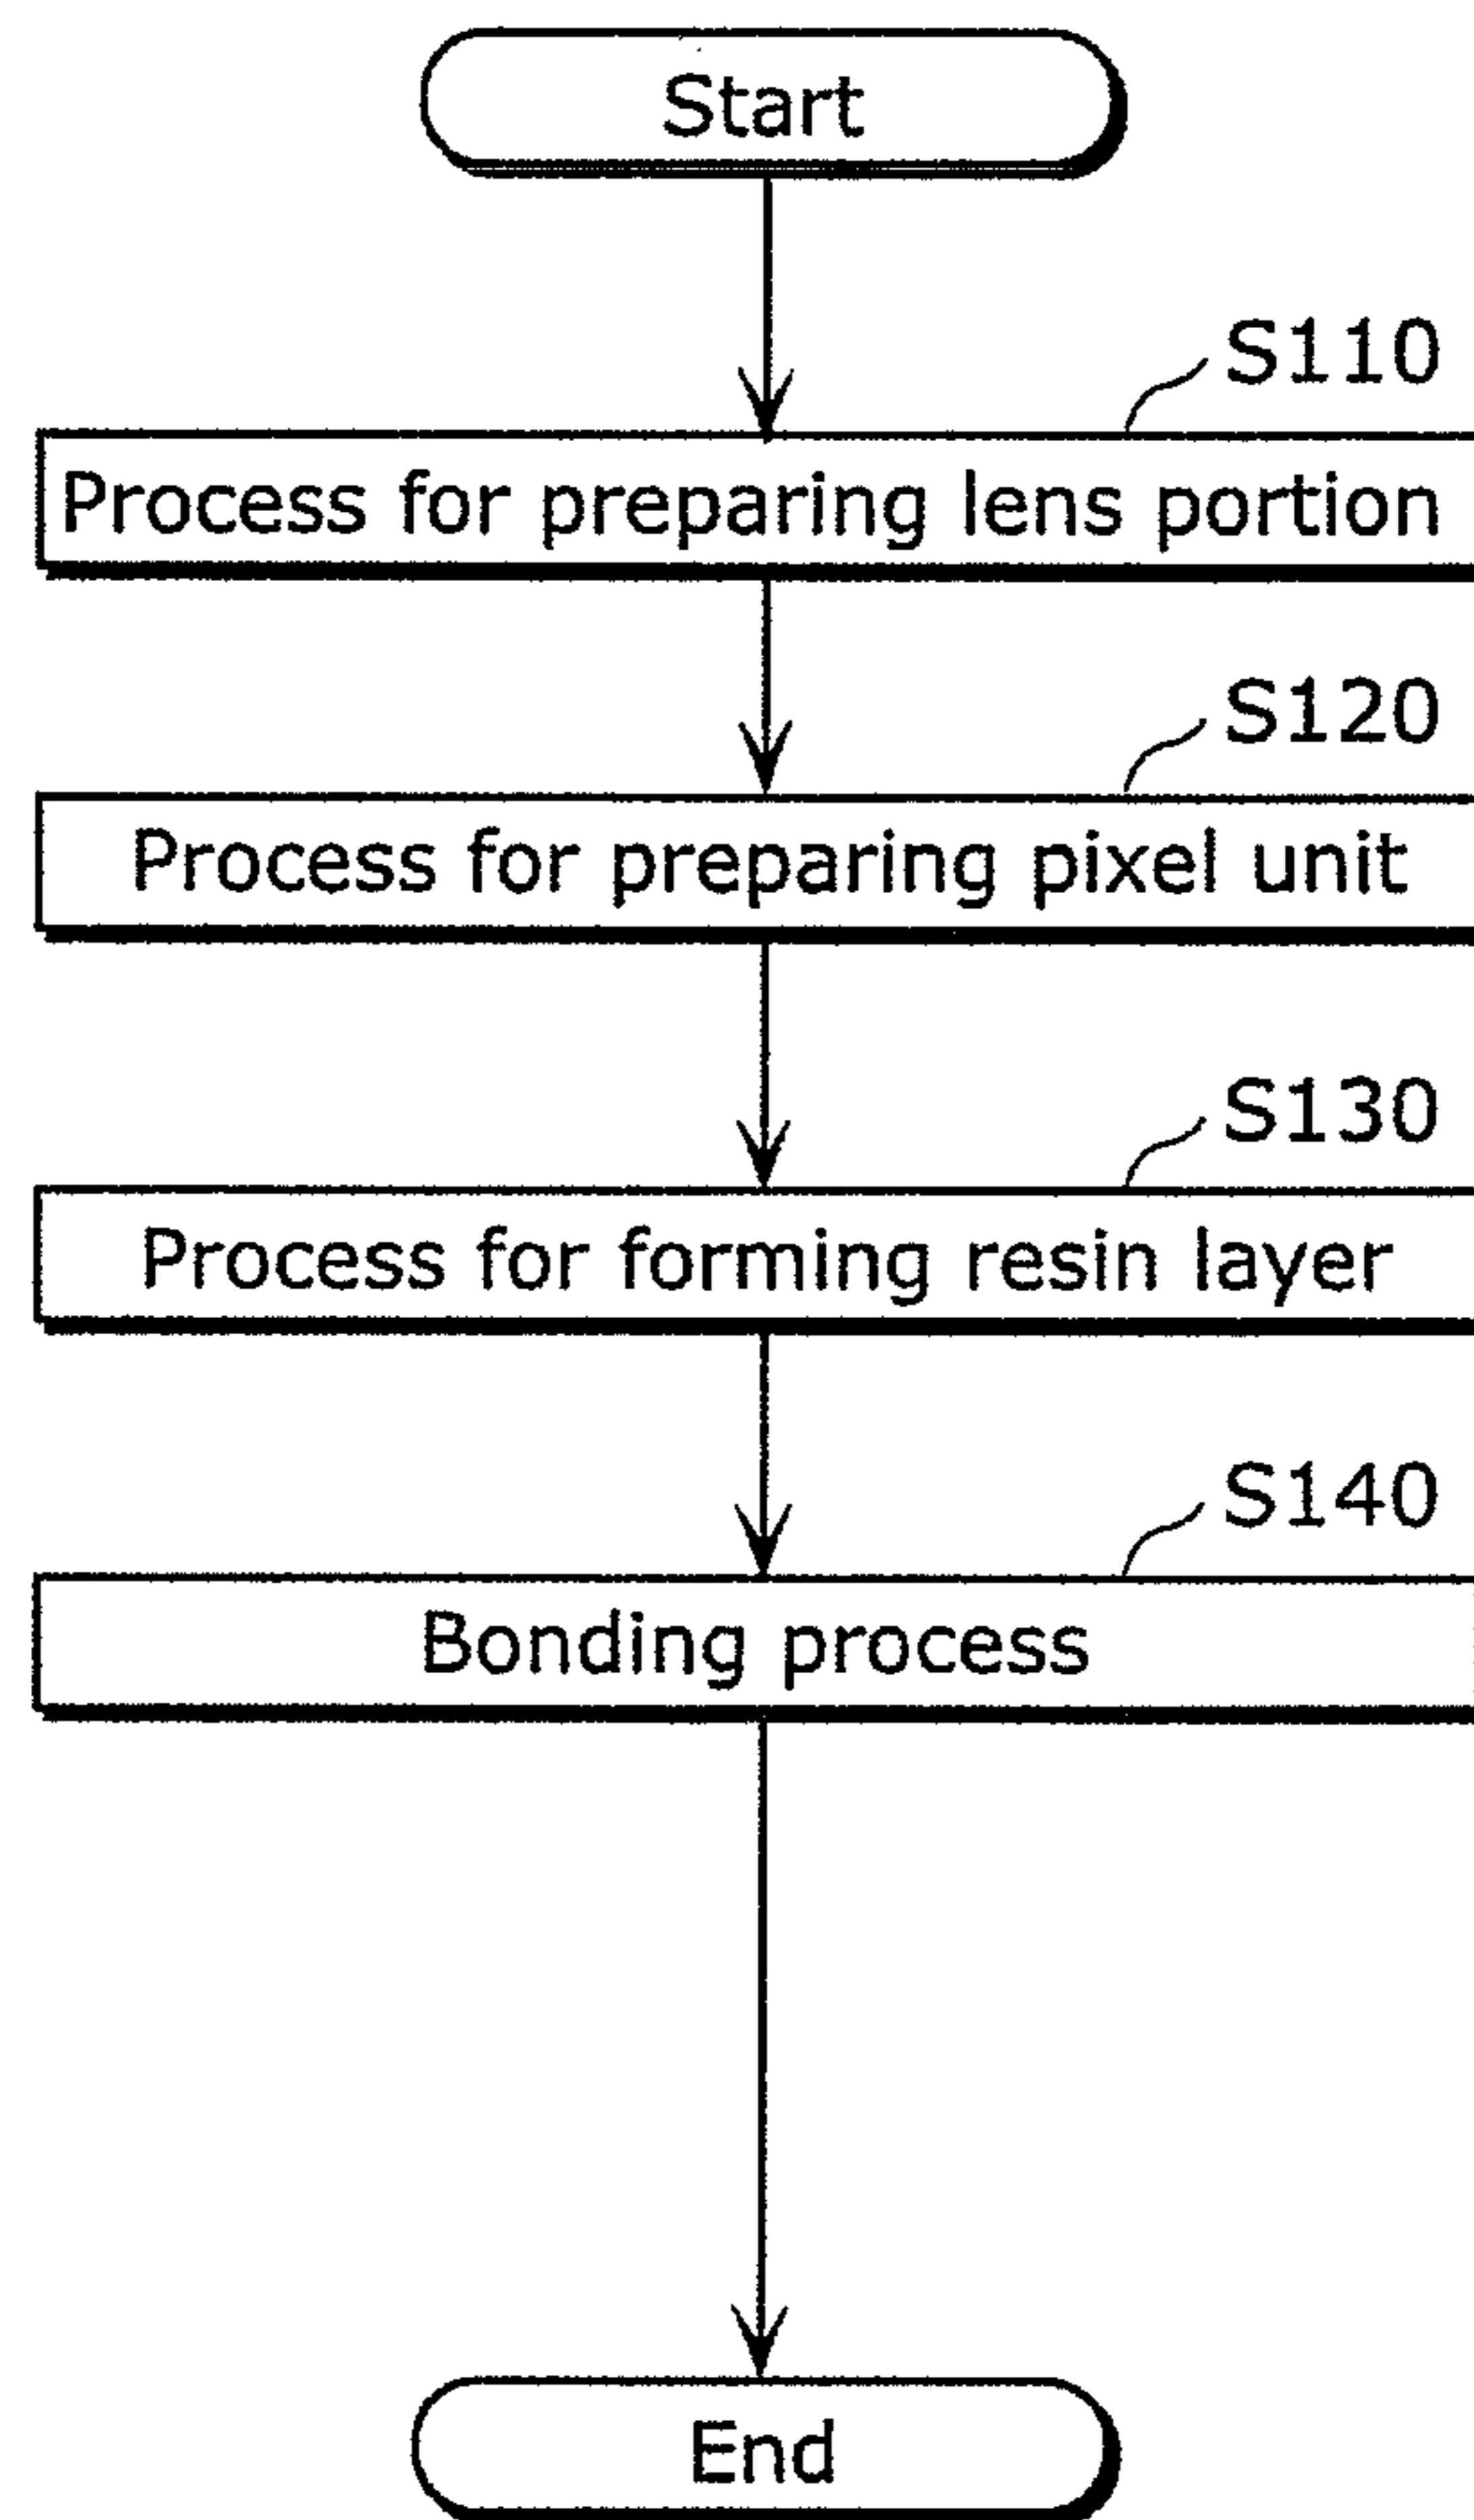 Start
S110
Process for preparing lens portion
S120
Process for preparing pixel unit
S130
Process for forming resin layer
S140
Bonding process
End